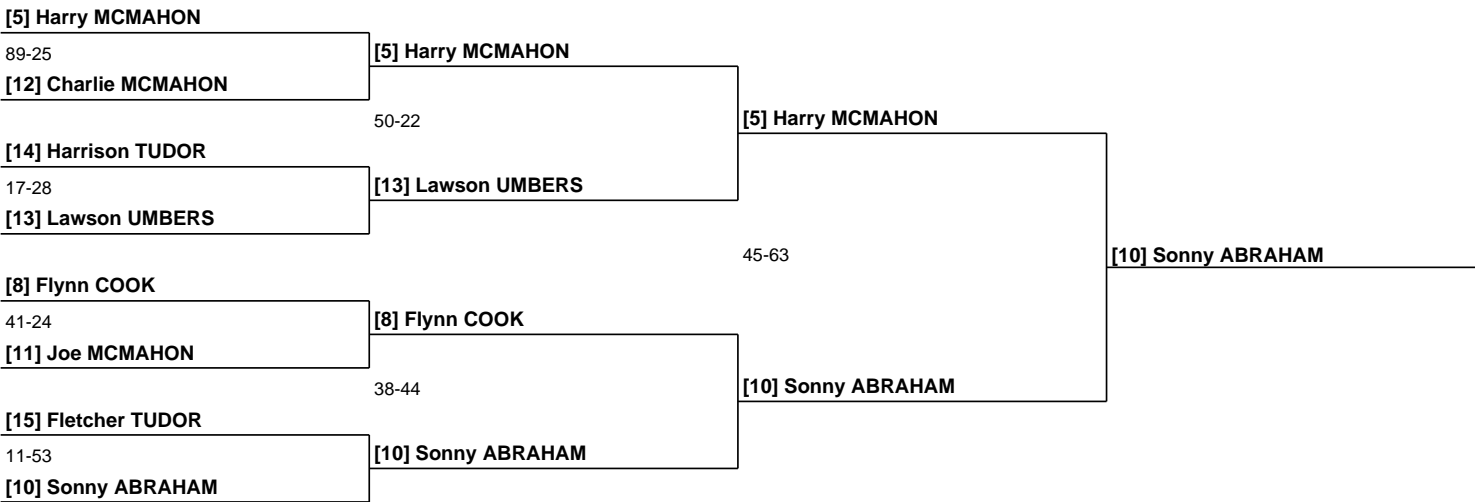 [5] Harry MCMAHON
89-25
[12] Charlie MCMAHON
[14] Harrison TUDOR
17-28
[13] Lawson UMBERS
[8] Flynn COOK
41-24
[11] Joe MCMAHON
[15] Fletcher TUDOR
11-53
[10] Sonny ABRAHAM
[5] Harry MCMAHON
50-22
[13] Lawson UMBERS
[8] Flynn COOK
38-44
[10] Sonny ABRAHAM
[5] Harry MCMAHON
45-63
[10] Sonny ABRAHAM
[10] Sonny ABRAHAM